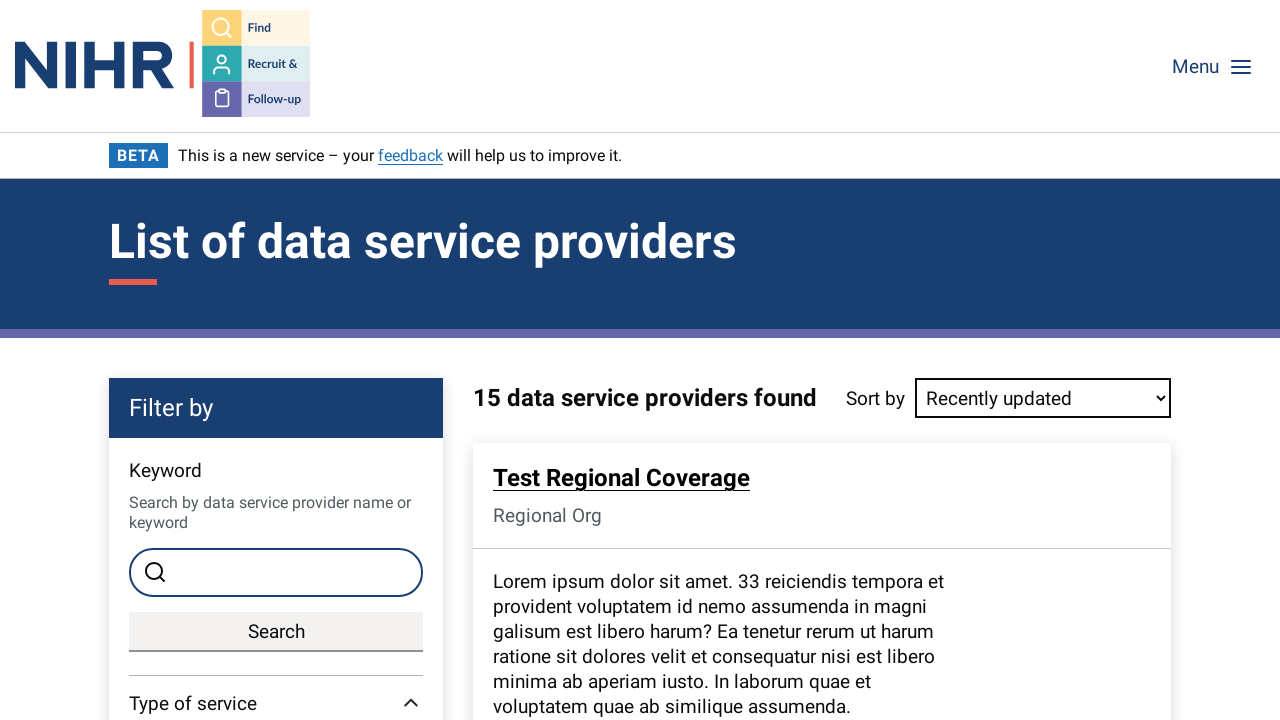 NIHR
Find
Recruit &
Follow-up
Menu
BETA
This is a new service – your feedback will help us to improve it.
List of data service providers
Filter by
Keyword
Search by data service provider name or
keyword
Search
Type of service
15 data service providers found
Sort by
Recently updated
Test Regional Coverage
Regional Org
Lorem ipsum dolor sit amet. 33 reiciendis tempora et
provident voluptatem id nemo assumenda in magni
galisum est libero harum? Ea tenetur rerum ut harum
ratione sit dolores velit et consequatur nisi est libero
minima ab aperiam iusto. In laborum quae et
voluptatem quae ab similique assumenda.